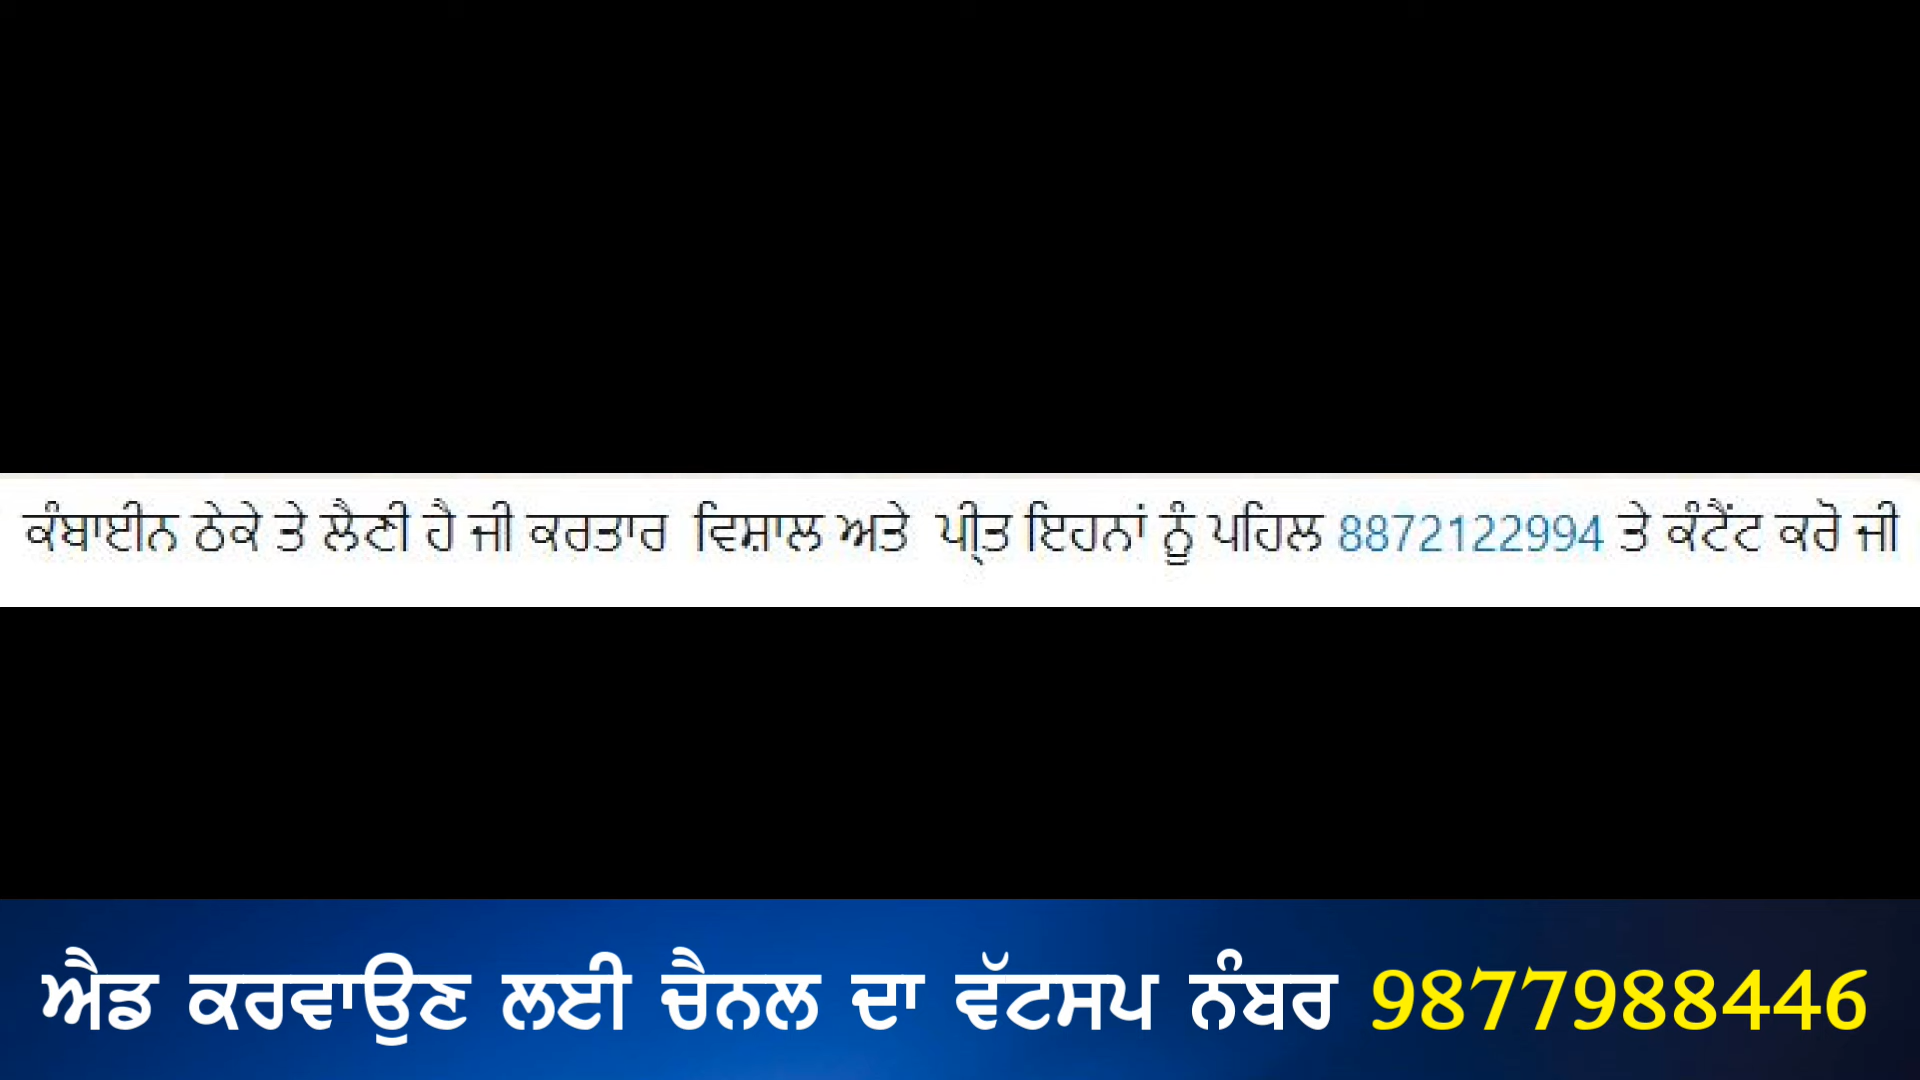 ਕੰਬਾਈਨ ਠੇਕੇ ਤੇ ਲੈਣੀ ਹੈ ਜੀ ਕਰਤਾਰ ਵਿਸ਼ਾਲ ਅਤੇ ਪ੍ਰੀਤ ਇਹਨਾਂ ਨੂੰ ਪਹਿਲ 8872122994 ਤੇ ਕੰਟੈਂਟ ਕਰੋ ਜੀ
ਐਡ ਕਰਵਾਉਣ ਲਈ ਚੈਨਲ ਦਾ ਵੱਟਸਪ ਨੰਬਰ 9877988446